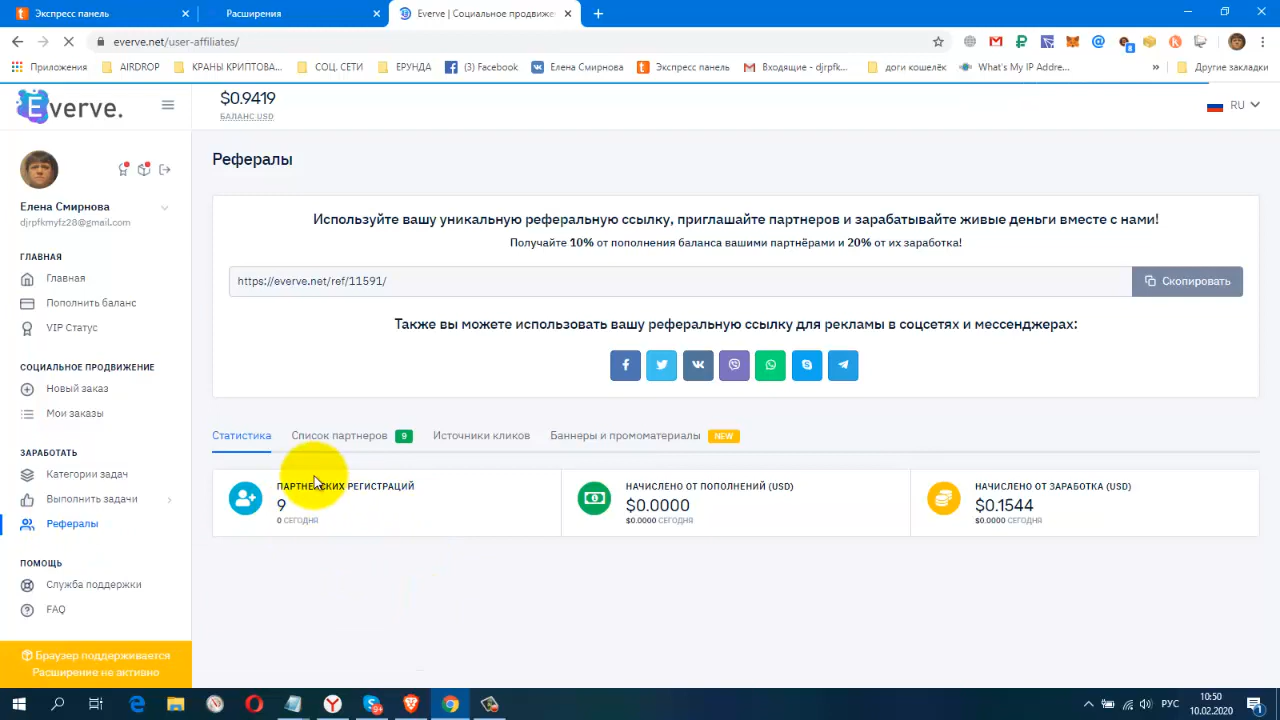 Экспресс панель
Расширения
Everve | Социальное продвиже
everve.net/user-affiliates/
Приложения
AIRDROP
КРАНЫ КРИПТОВА...
СОЦ. СЕТИ
ЕРУНДА
(3) Facebook
Елена Смирнова
Экспресс панель
Входящие - djrpfk...
доги кошелёк
What's My IP Addre...
»
Другие закладки
Everve.
$0.9419
БАЛАНС USD
RU
Елена Смирнова
djrpfkmyfz28@gmail.com
ГЛАВНАЯ
Главная
Пополнить баланс
VIP Статус
СОЦИАЛЬНОЕ ПРОДВИЖЕНИЕ
Новый заказ
Мои заказы
ЗАРАБОТАТЬ
Категории задач
Выполнить задачи
Рефералы
ПОМОЩЬ
Служба поддержки
FAQ
Браузер поддерживается
Расширение не активно
Рефералы
Используйте вашу уникальную реферальную ссылку, приглашайте партнеров и зарабатывайте живые деньги вместе с нами!
Получайте 10% от пополнения баланса вашими партнёрами и 20% от их заработка!
https://everve.net/ref/11591/
Скопировать
Также вы можете использовать вашу реферальную ссылку для рекламы в соцсетях и мессенджерах:
Статистика
Список партнеров 9
Источники кликов
Баннеры и промоматериалы NEW
ПАРТНЕРСКИХ РЕГИСТРАЦИЙ
9
0 СЕГОДНЯ
НАЧИСЛЕНО ОТ ПОПОЛНЕНИЙ (USD)
$0.0000
$0.0000 СЕГОДНЯ
НАЧИСЛЕНО ОТ ЗАРАБОТКА (USD)
$0.1544
$0.0000 СЕГОДНЯ
РУС
10:50
10.02.2020